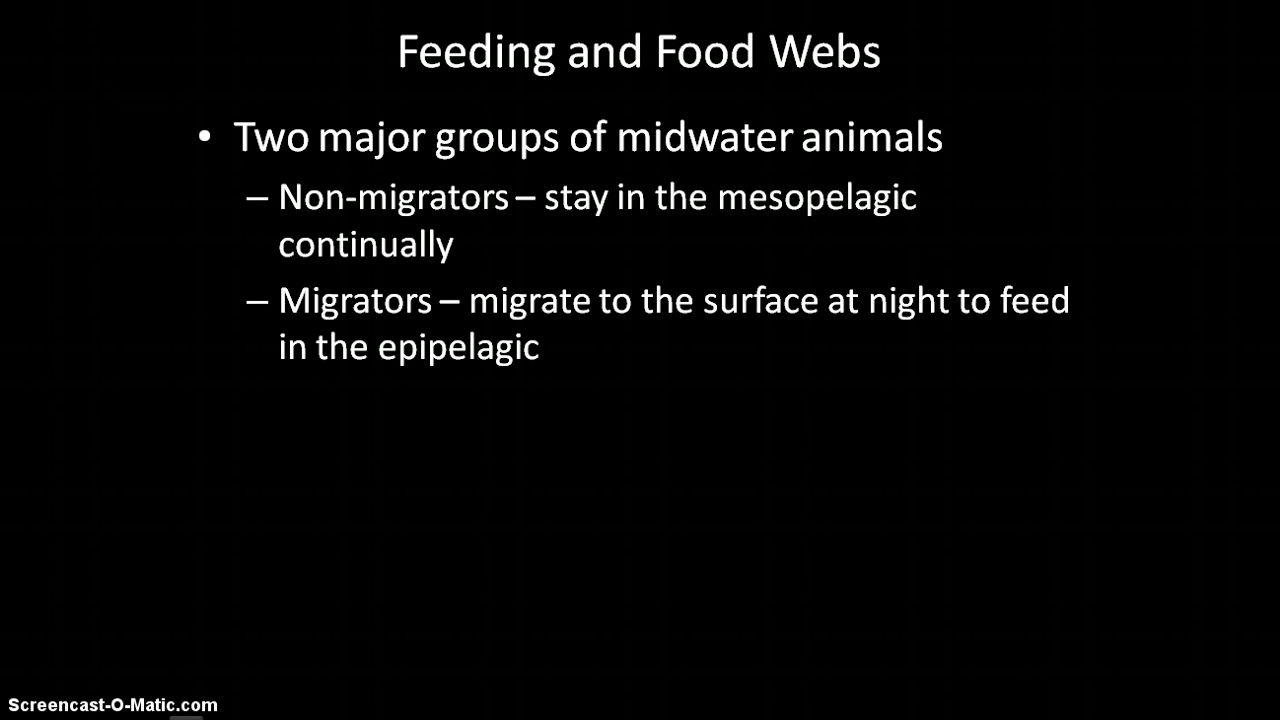 Feeding and Food Webs
• Two major groups of midwater animals
– Non-migrators – stay in the mesopelagic
continually
– Migrators – migrate to the surface at night to feed
in the epipelagic
Screencast-O-Matic.com